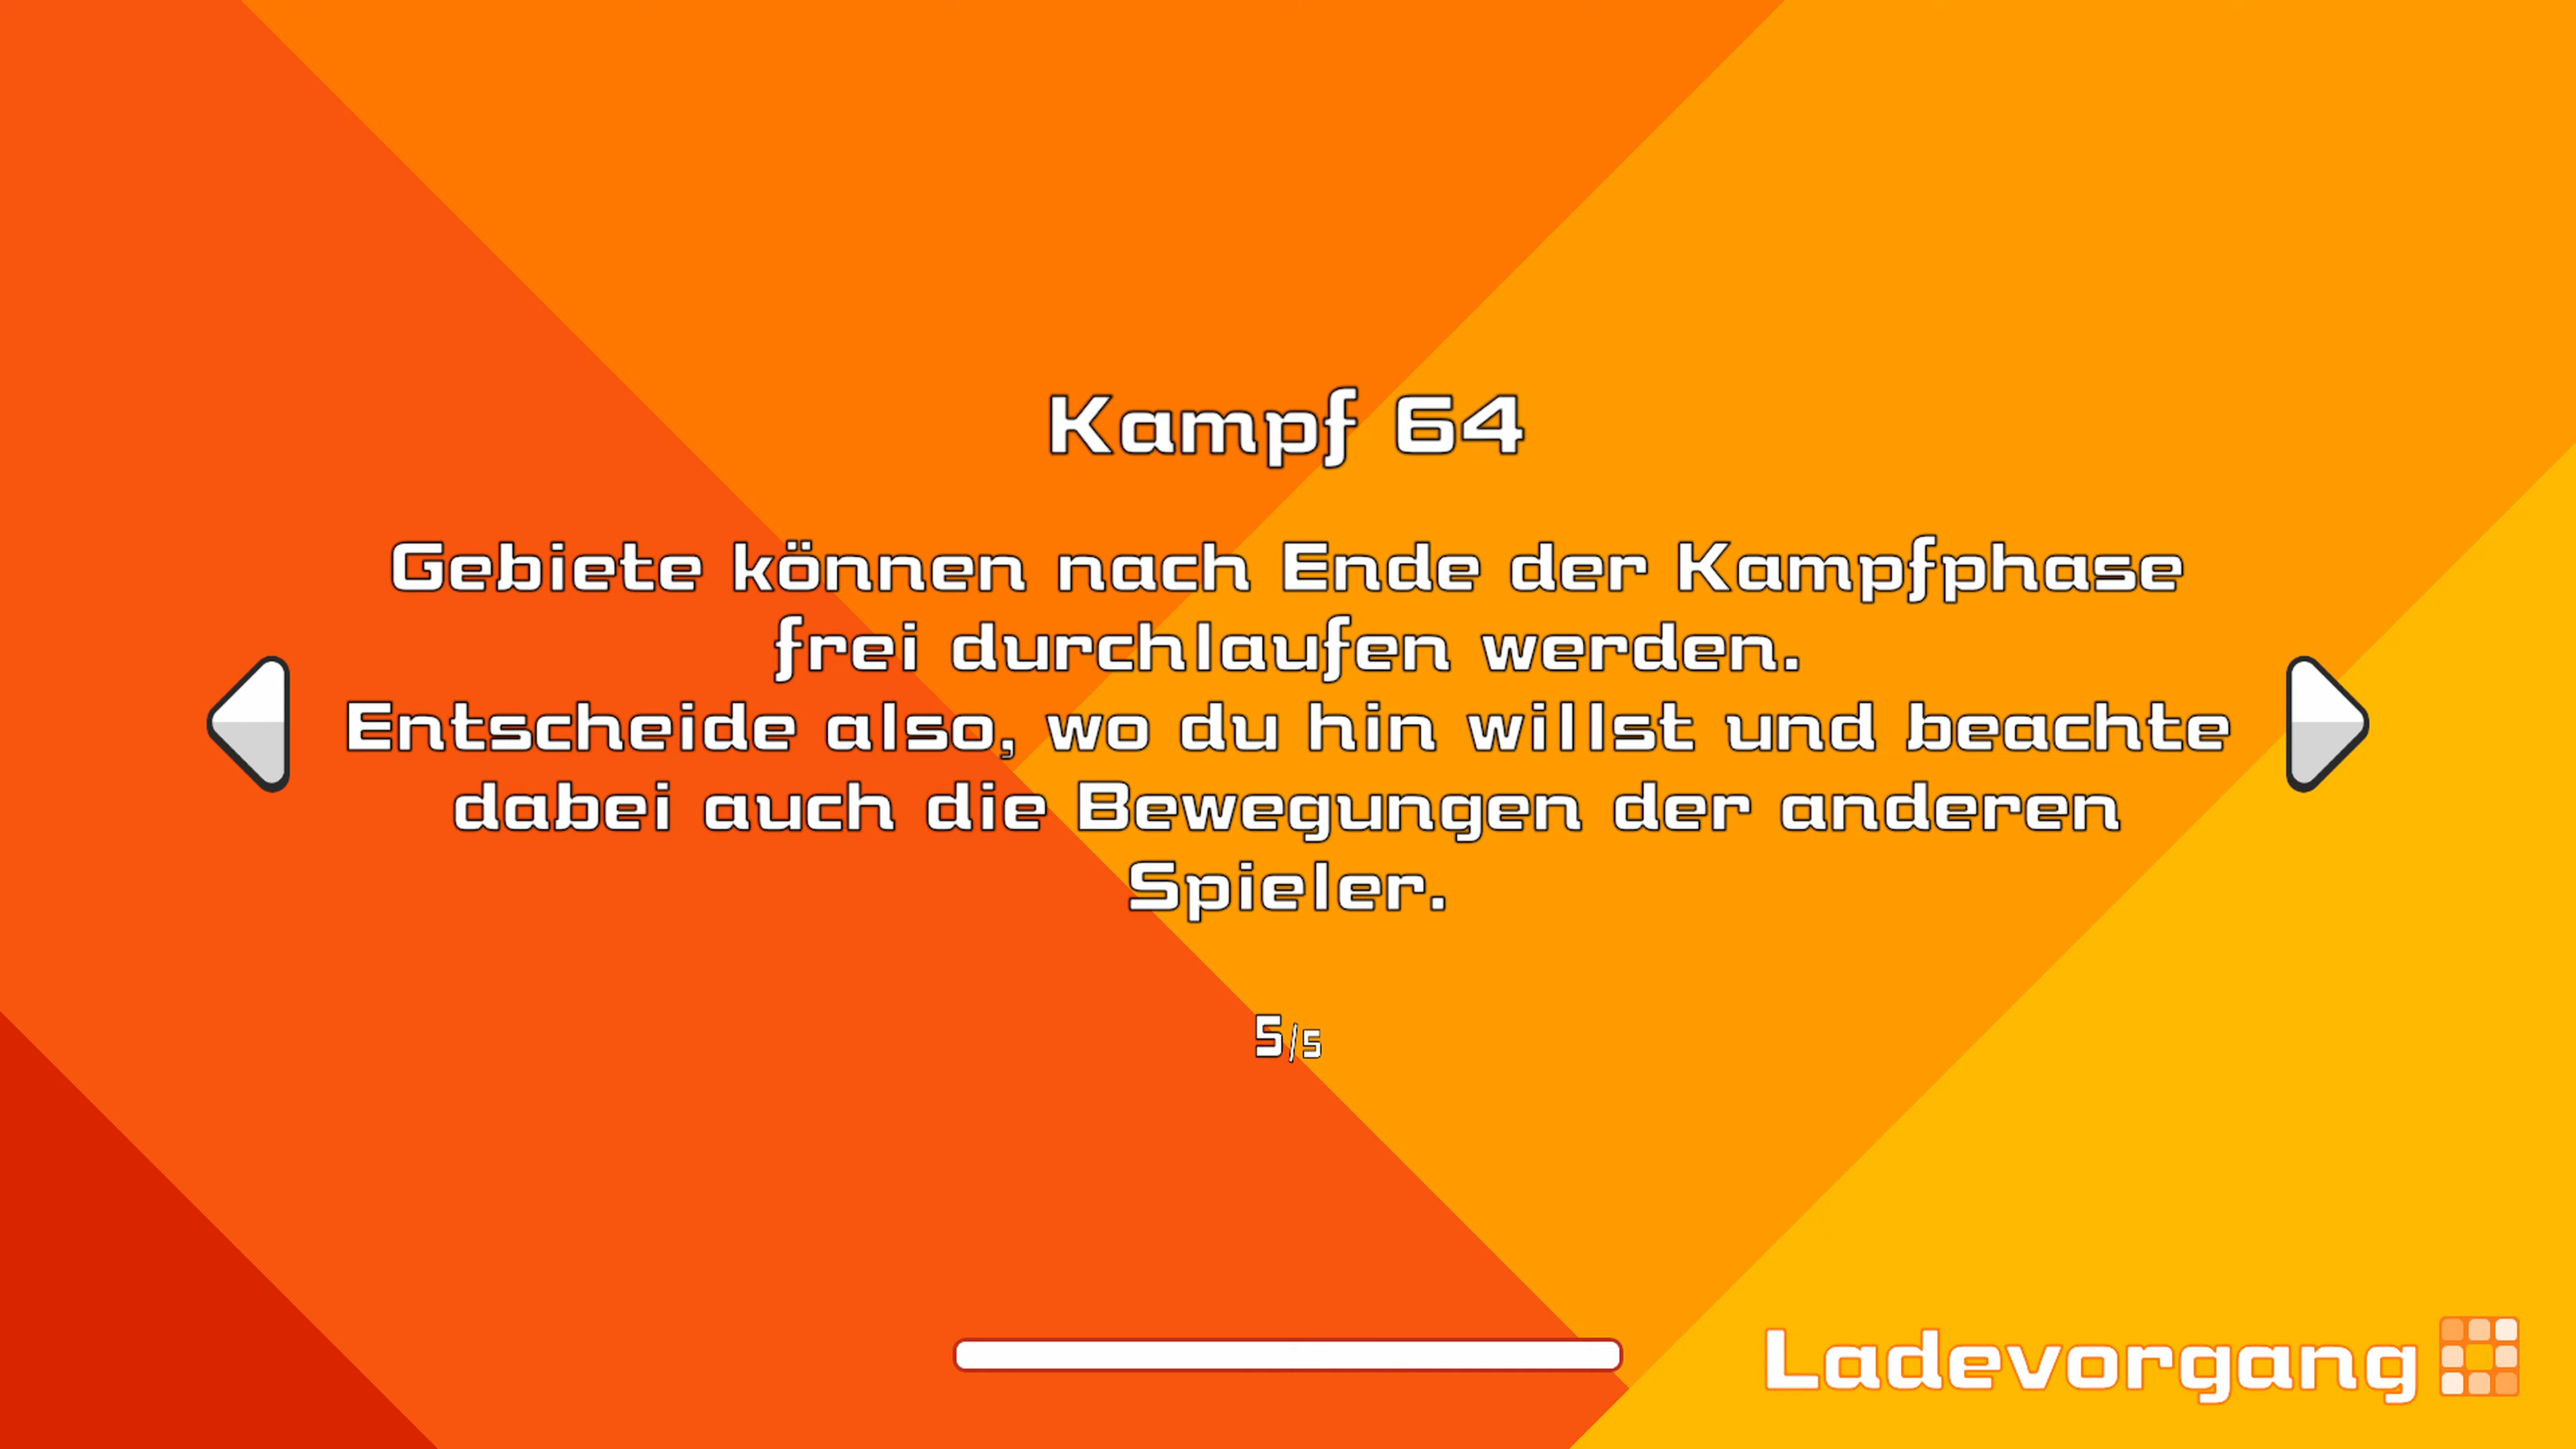 Kampf 64
Gebiete können nach Ende der Kampfphase
frei durchlaufen werden.
Entscheide also, wo du hin willst und beachte
dabei auch die Bewegungen der anderen
Spieler.
5/5
Ladevorgang